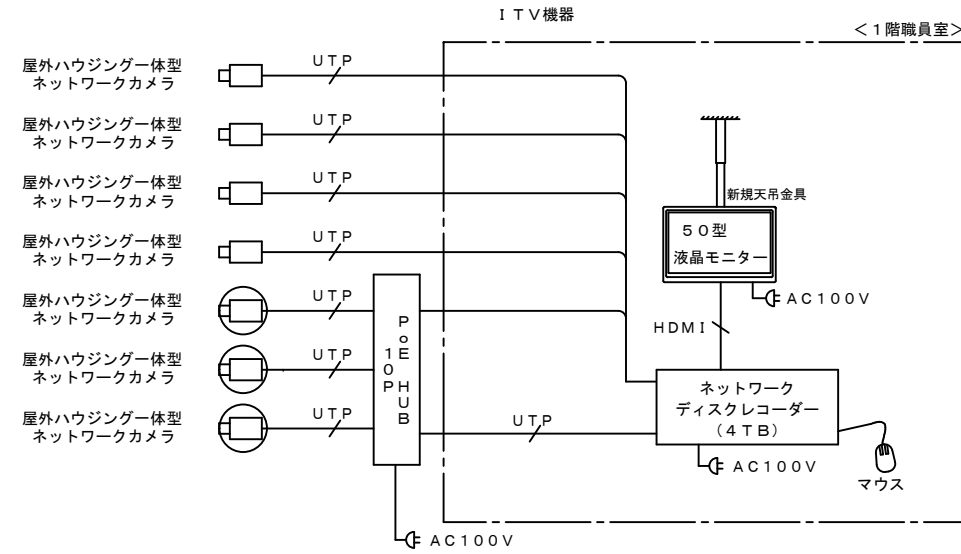 ＩＴＶ機器
＜１階職員室＞
屋外ハウジング一体型
ネットワークカメラ
ＵＴＰ
屋外ハウジング一体型
ネットワークカメラ
ＵＴＰ
屋外ハウジング一体型
ネットワークカメラ
ＵＴＰ
新規天吊金具
屋外ハウジング一体型
ネットワークカメラ
ＵＴＰ
５０型
液晶モニター
屋外ハウジング一体型
ネットワークカメラ
ＵＴＰ
ＡＣ１００Ｖ
ＨＤＭＩ
屋外ハウジング一体型
ネットワークカメラ
ＵＴＰ
ＰｏＥ ＨＵＢ
１０Ｐ
屋外ハウジング一体型
ネットワークカメラ
ＵＴＰ
ＵＴＰ
ネットワーク
ディスクレコーダー
（４ＴＢ）
ＡＣ１００Ｖ
マウス
ＡＣ１００Ｖ